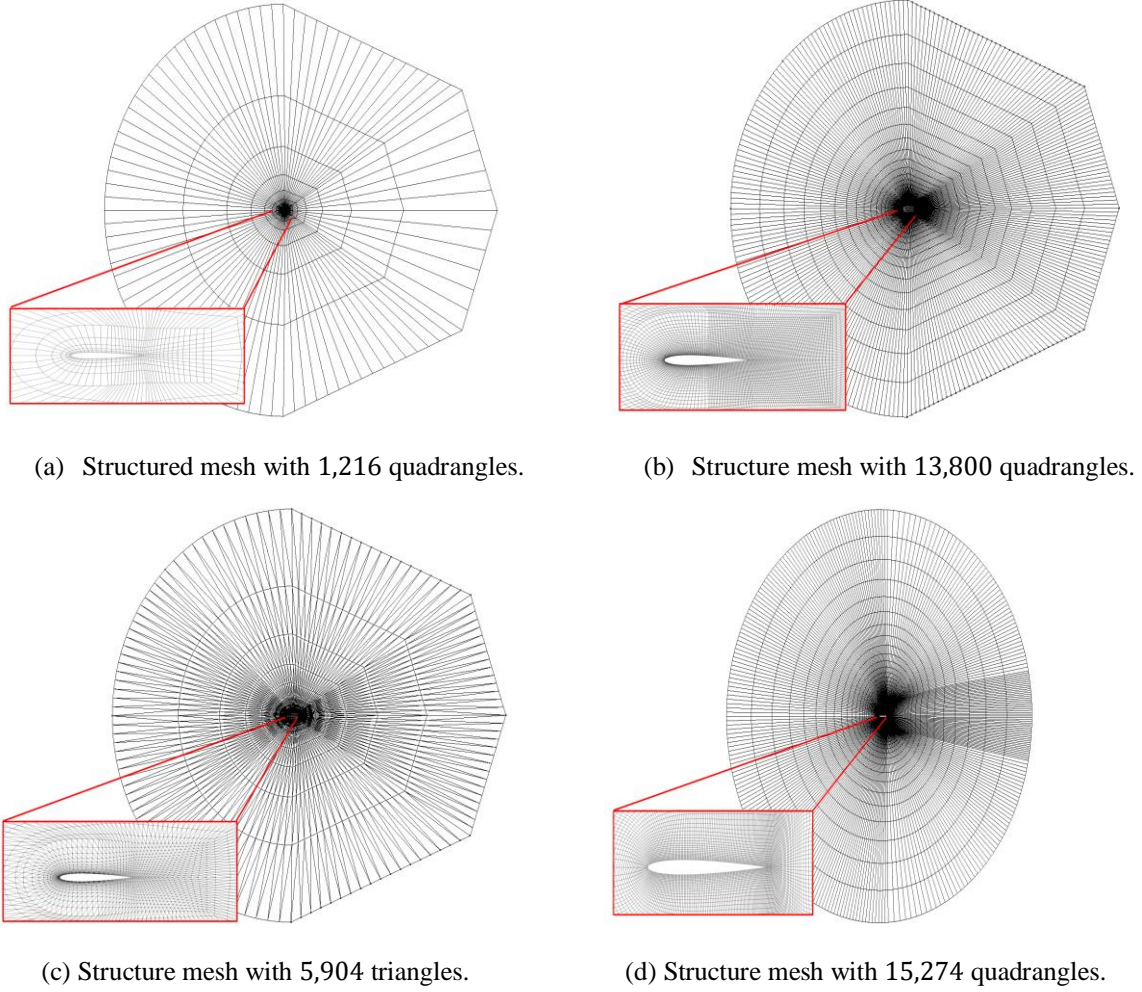 (a) Structured mesh with 1,216 quadrangles.
(b) Structure mesh with 13,800 quadrangles.
(c) Structure mesh with 5,904 triangles.
(d) Structure mesh with 15,274 quadrangles.